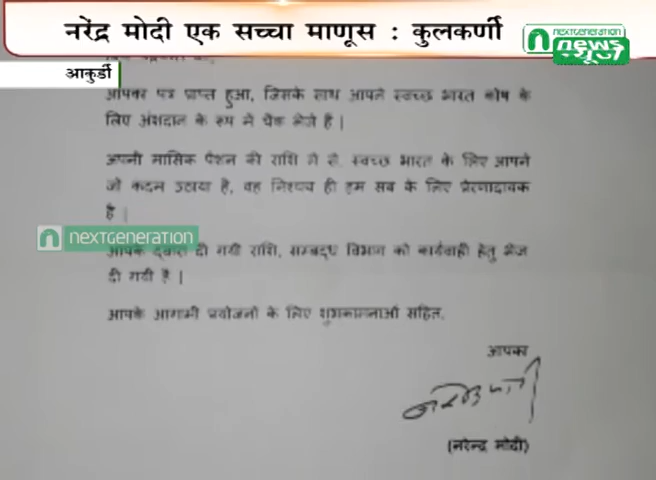 नरेंद्र मोदी एक सच्चा माणूस : कुलकर्णी
nextgeneration
news
न्यूज
आकुर्डी
आपका पत्र प्राप्त हुआ, जिसके साथ आपने स्वच्छ भारत कोष के
लिए अंशदान के रूप में चैक भेजे है |
अपनी मासिक पेंशन की राशि में से, स्वच्छ भारत के लिए आपने
जो कदम उठाया है, वह निश्चय ही हम सब के लिए प्रेरणादायक
है |
nextgeneration
आपके द्वारा दी गयी राशि, सम्बद्ध विभाग को कार्यवाही हेतु भेज
दी गयी है |
आपके आगामी प्रयोजनो के लिए शुभकामनाओं सहित,
आपका
(नरेन्द्र मोदी)